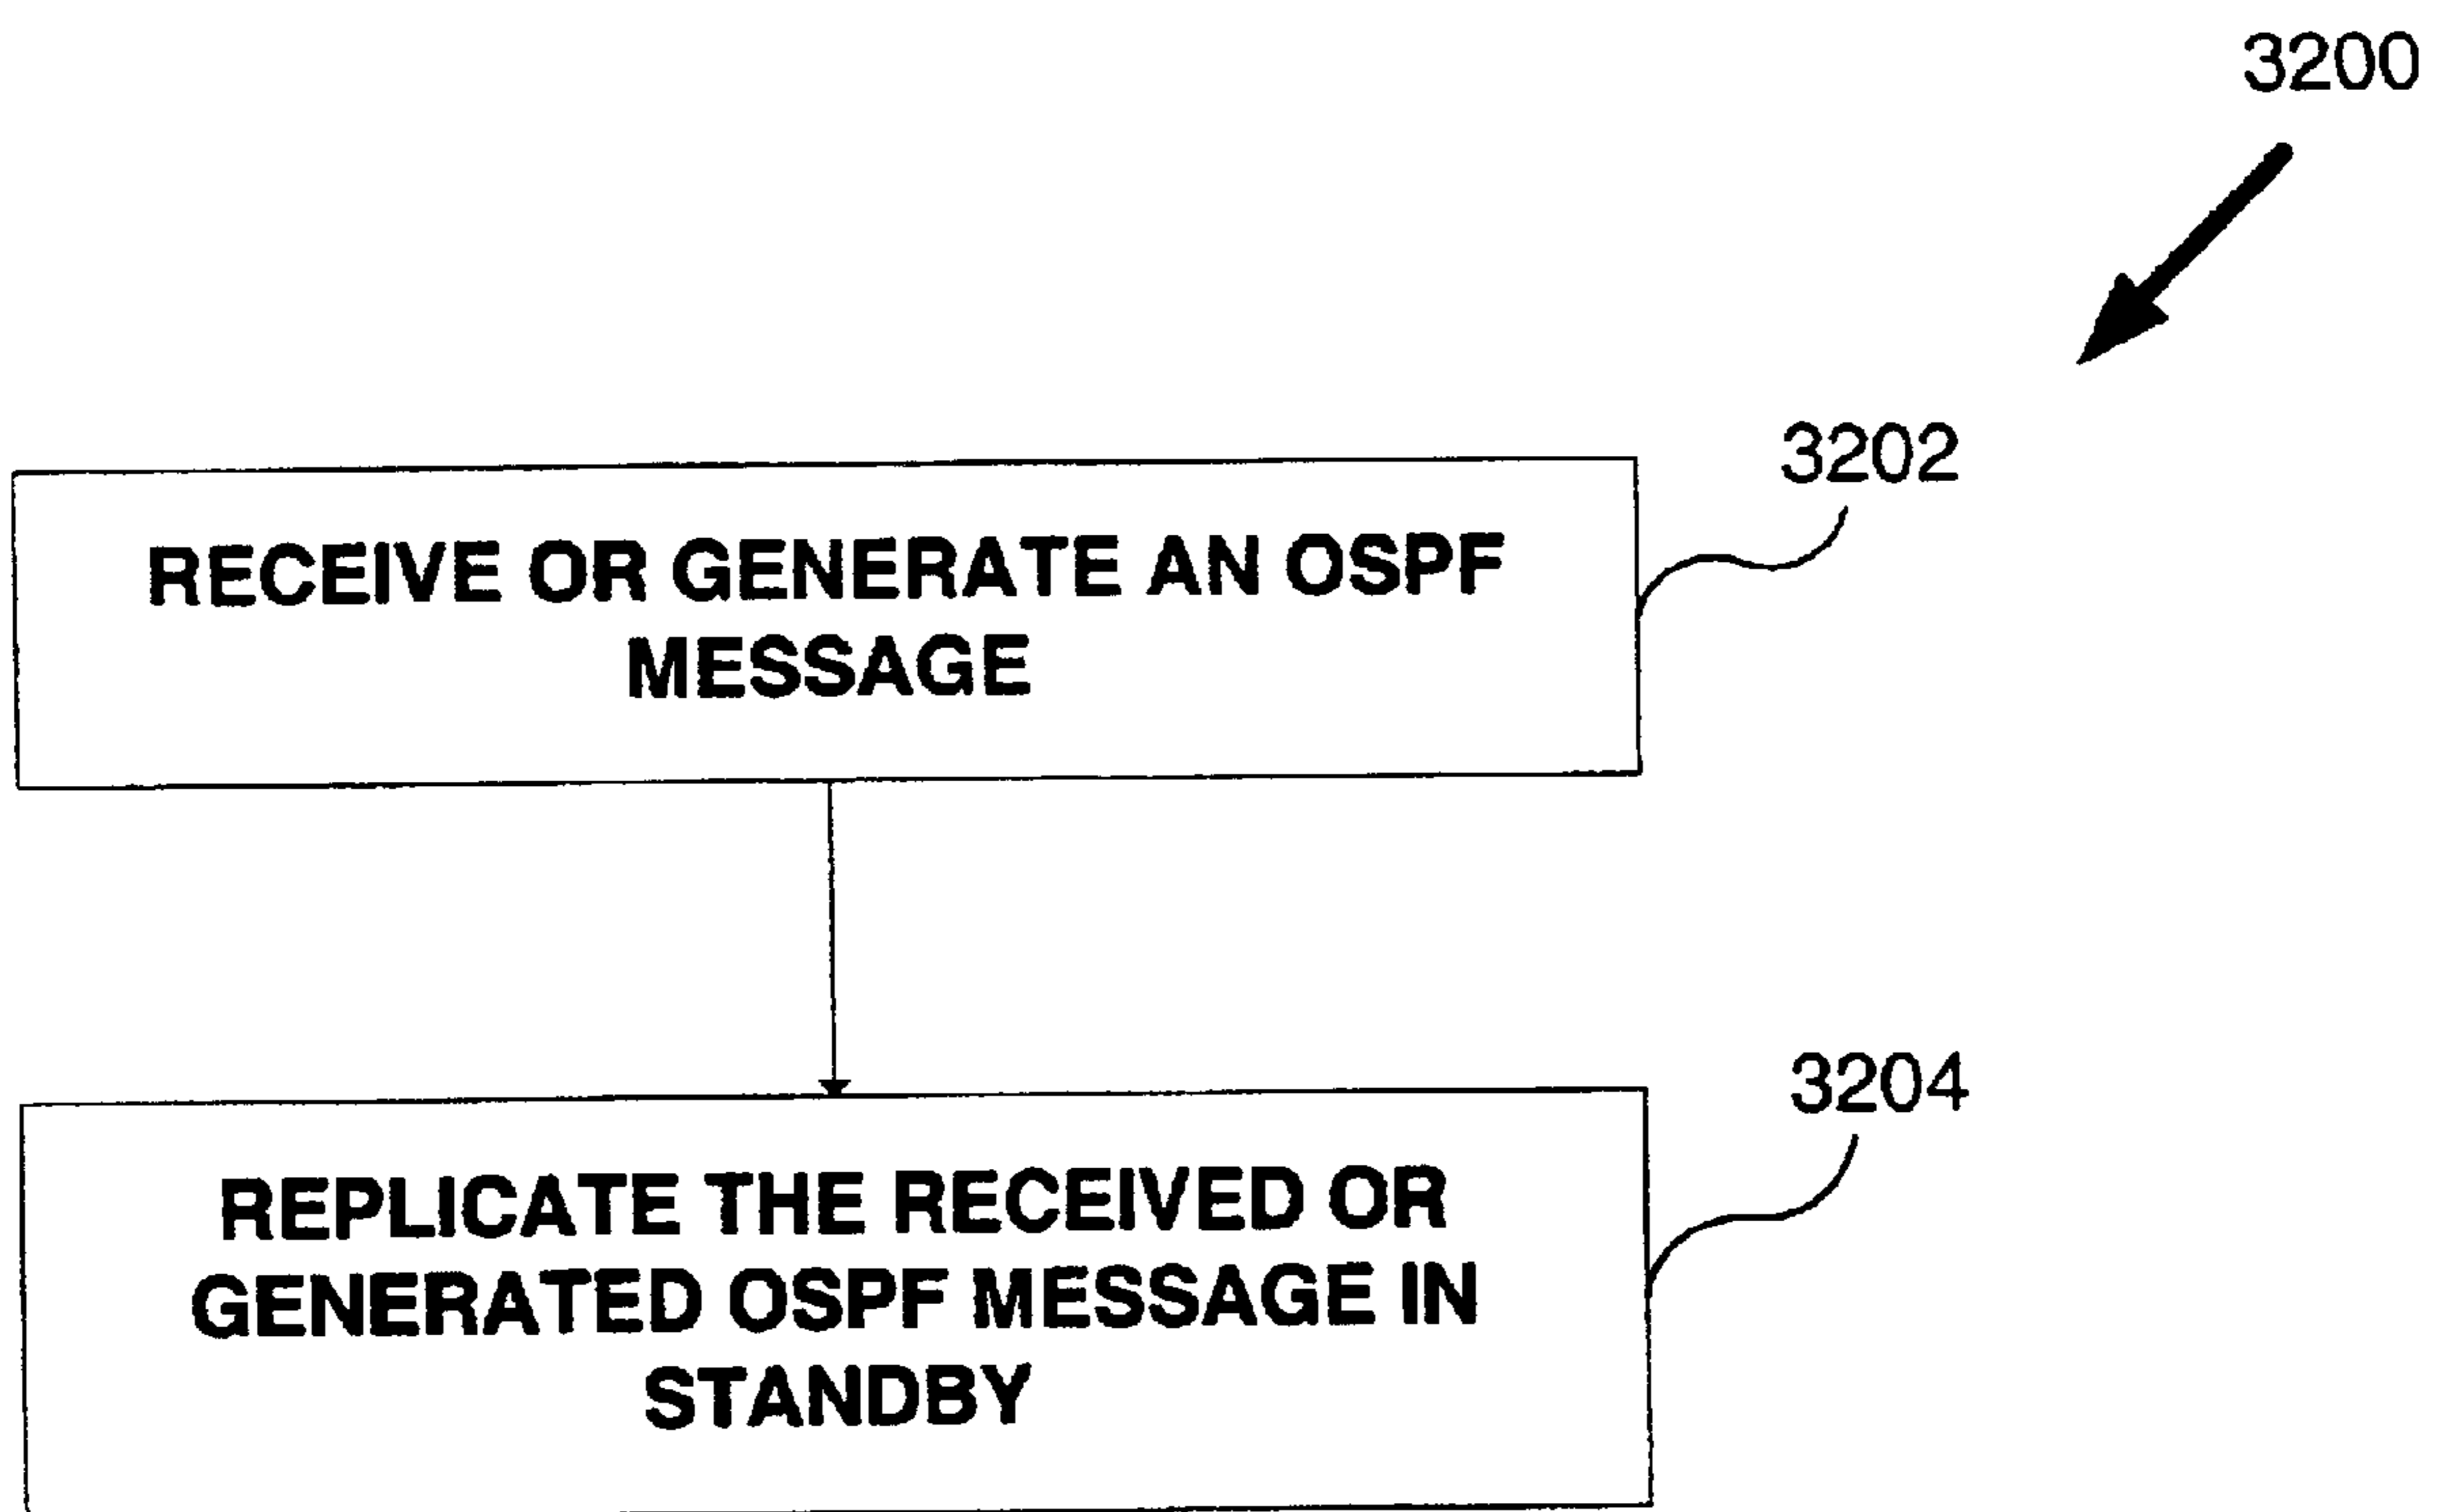 3200
3202
RECEIVE OR GENERATE AN OSPF
MESSAGE
3204
REPLICATE THE RECEIVED OR
GENERATED OSPF MESSAGE IN
STANDBY